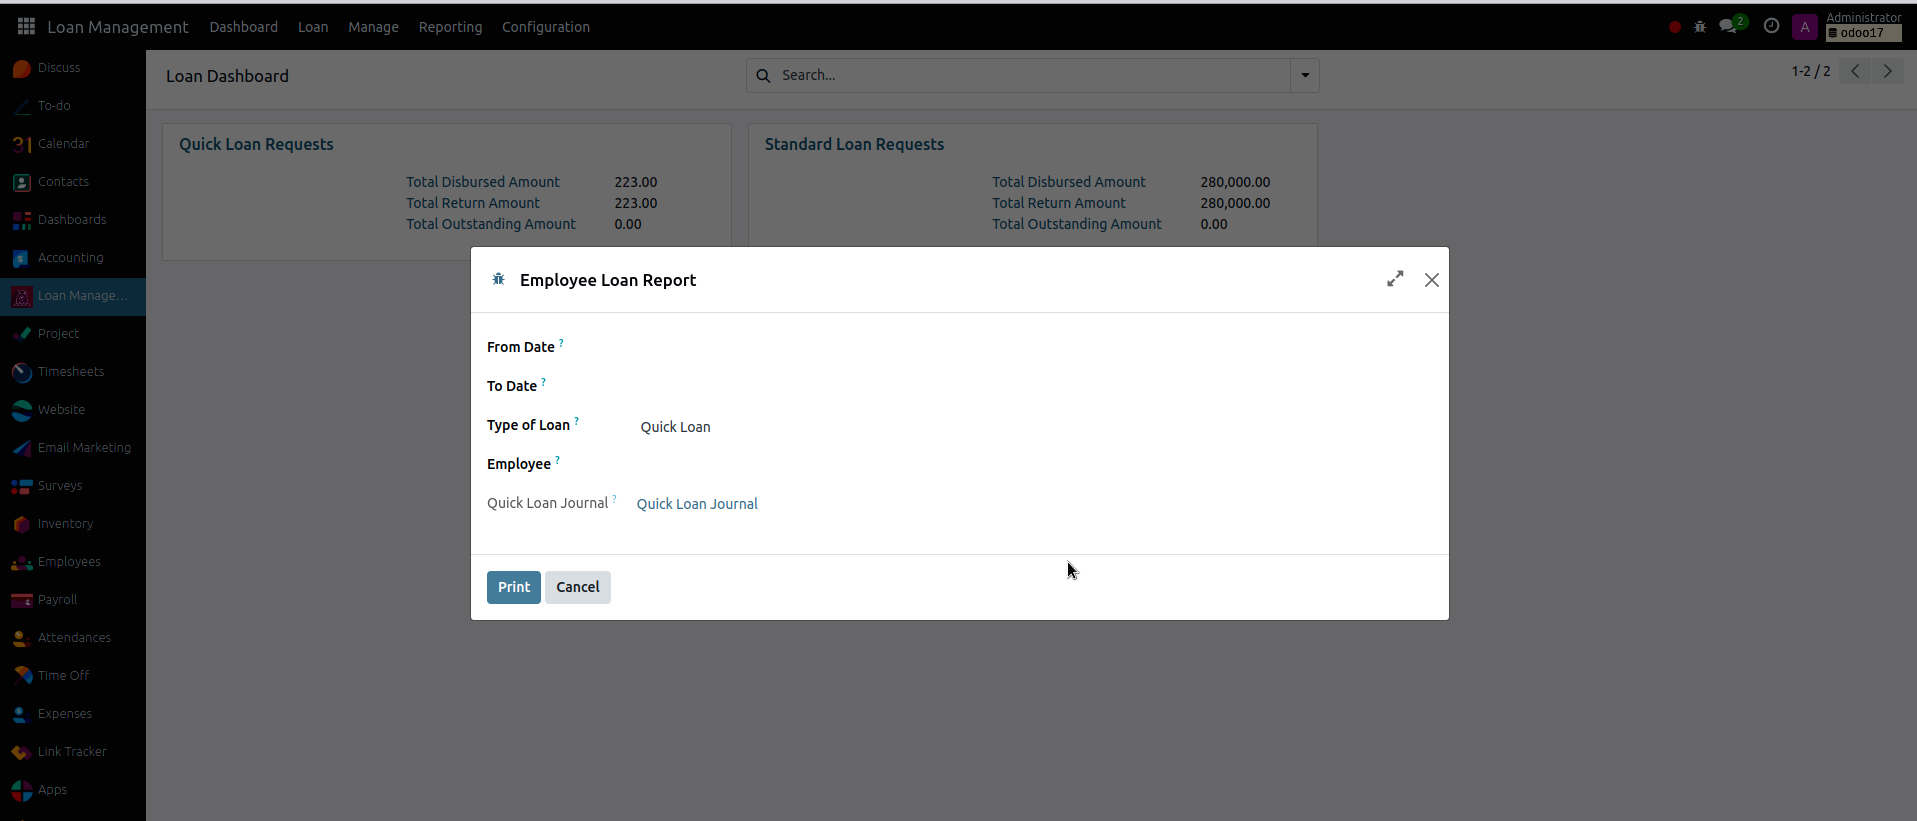 Loan Management Dashboard Loan Manage Reporting Configuration
2
A
Administrator
odoo17
Discuss
To-do
31 Calendar
Contacts
Dashboards
Accounting
Loan Manage...
Project
Timesheets
Website
Email Marketing
Surveys
Inventory
Employees
Payroll
Attendances
Time Off
Expenses
Link Tracker
Apps
Loan Dashboard
Search...
1-2 / 2
Quick Loan Requests
Total Disbursed Amount 223.00
Total Return Amount 223.00
Total Outstanding Amount 0.00
Standard Loan Requests
Total Disbursed Amount 280,000.00
Total Return Amount 280,000.00
Total Outstanding Amount 0.00
Employee Loan Report
From Date ?
To Date ?
Type of Loan ? Quick Loan
Employee ?
Quick Loan Journal ? Quick Loan Journal
Print Cancel